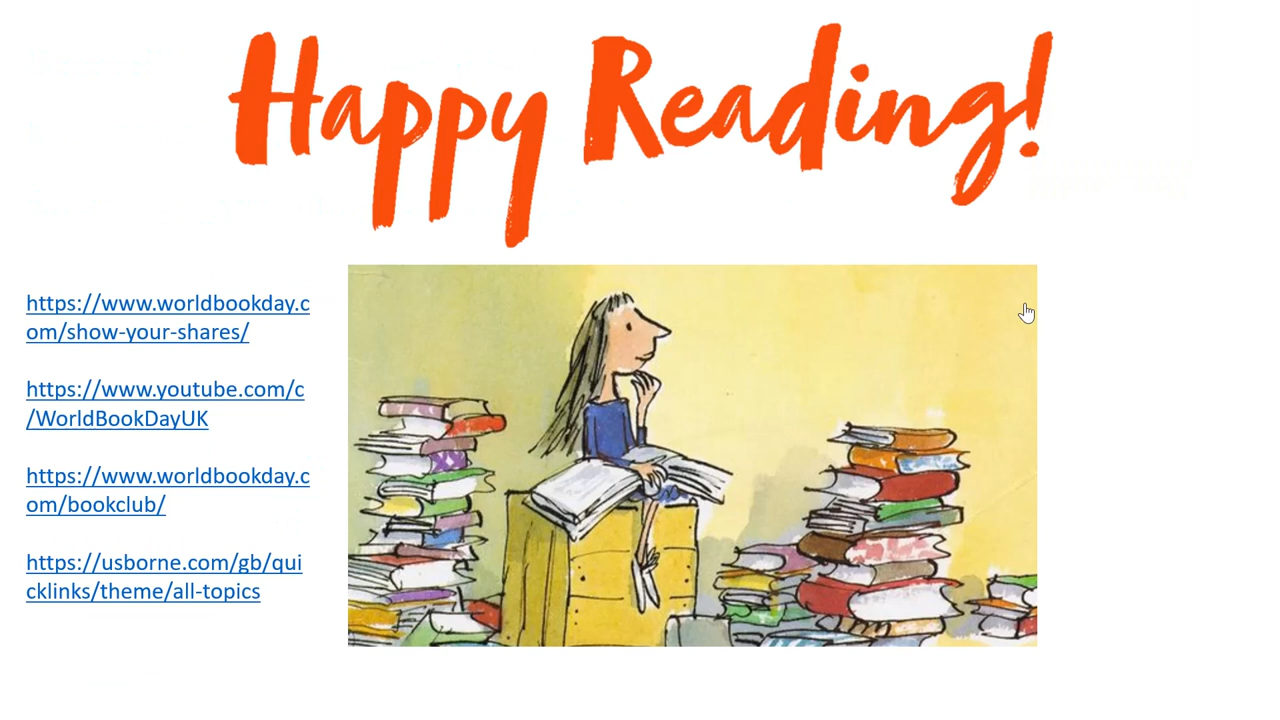 Happy Reading!
https://www.worldbookday.c
om/show-your-shares/
https://www.youtube.com/c
/WorldBookDayUK
https://www.worldbookday.c
om/bookclub/
https://usborne.com/gb/qui
cklinks/theme/all-topics